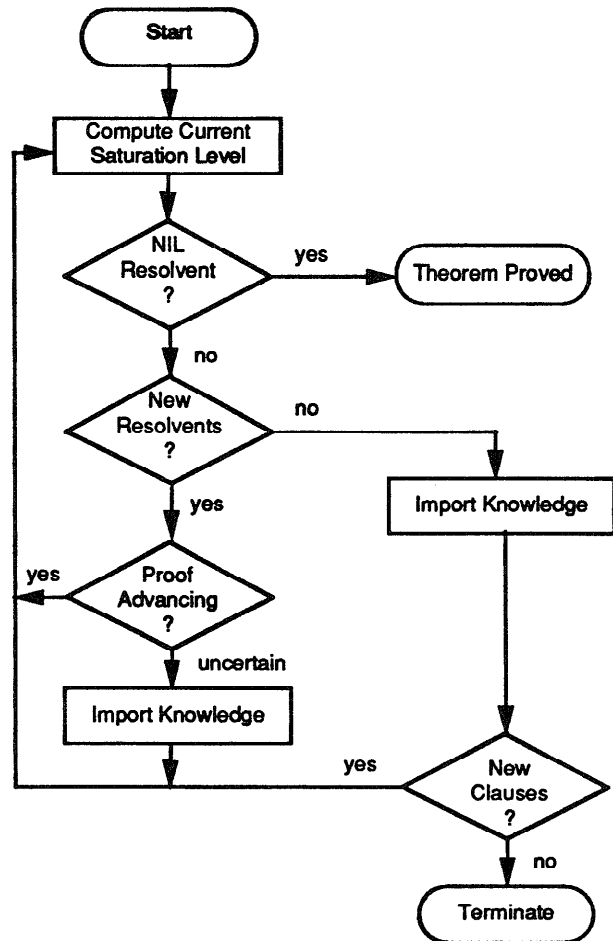 Start
Compute Current
Saturation Level
NIL
Resolvent
?
yes
Theorem Proved
no
New
Resolvents
?
no
Import Knowledge
yes
yes
Proof
Advancing
?
uncertain
Import Knowledge
yes
New
Clauses
?
no
Terminate